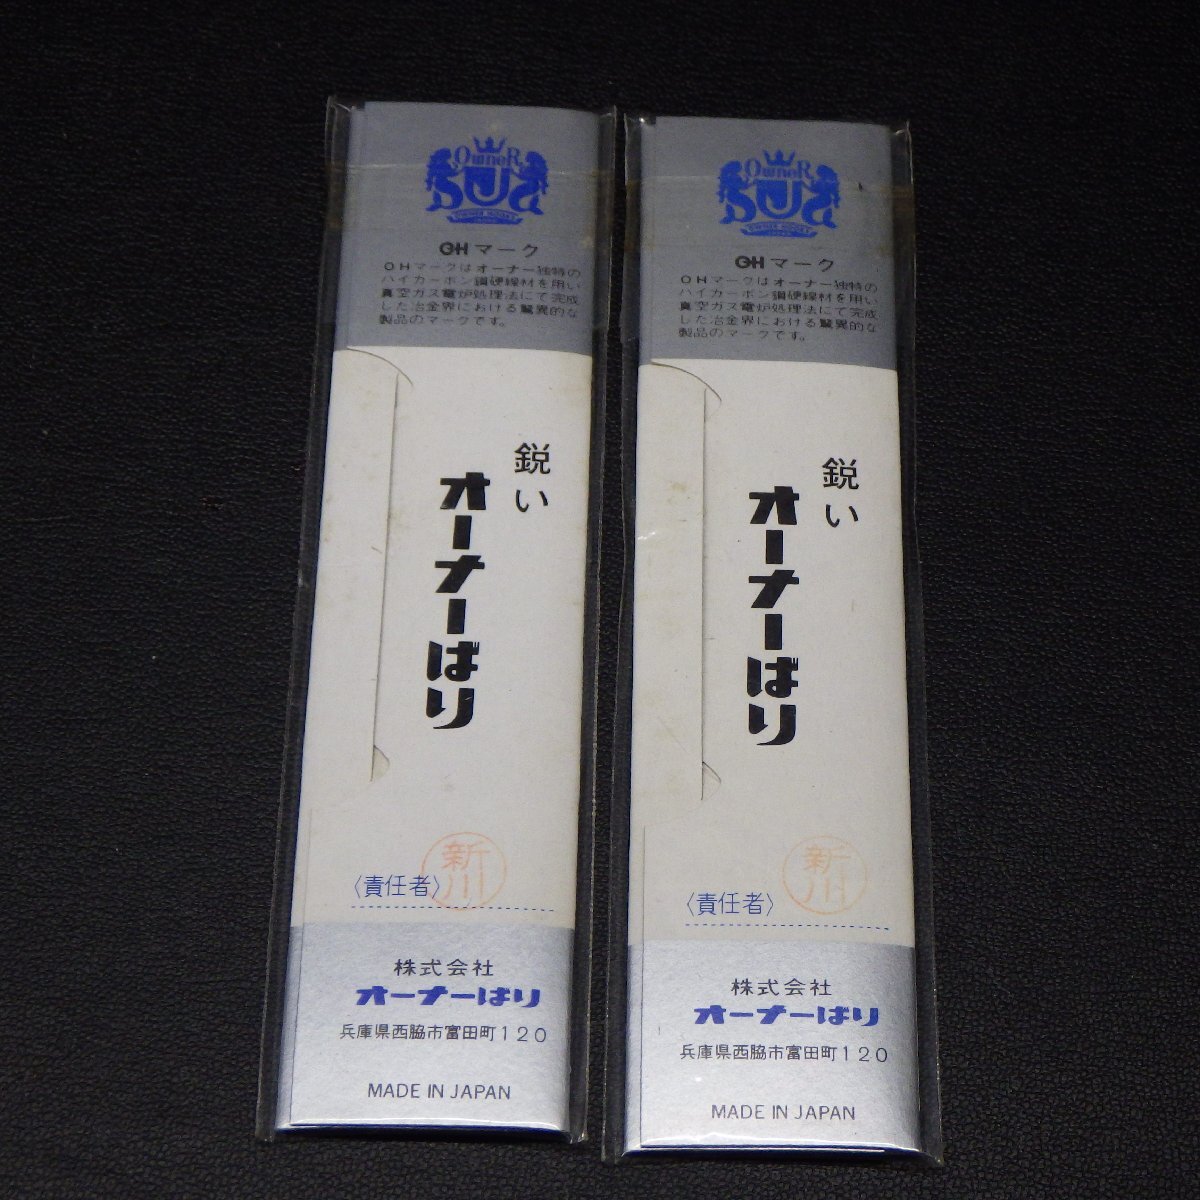 OwneR
OWNER HOOKS
OHマーク
OHマークはオーナー独特の
ハイカーボン鋼硬線材を用い
真空ガス電炉処理法にて完成
した冶金界における驚異的な
製品のマークです。
鋭い
オーナーばり
〈責任者〉
新川
株式会社
オーナーばり
兵庫県西脇市富田町120
MADE IN JAPAN
OwneR
OWNER HOOKS
OHマーク
OHマークはオーナー独特の
ハイカーボン鋼硬線材を用い
真空ガス電炉処理法にて完成
した冶金界における驚異的な
製品のマークです。
鋭い
オーナーばり
〈責任者〉
新川
株式会社
オーナーばり
兵庫県西脇市富田町120
MADE IN JAPAN